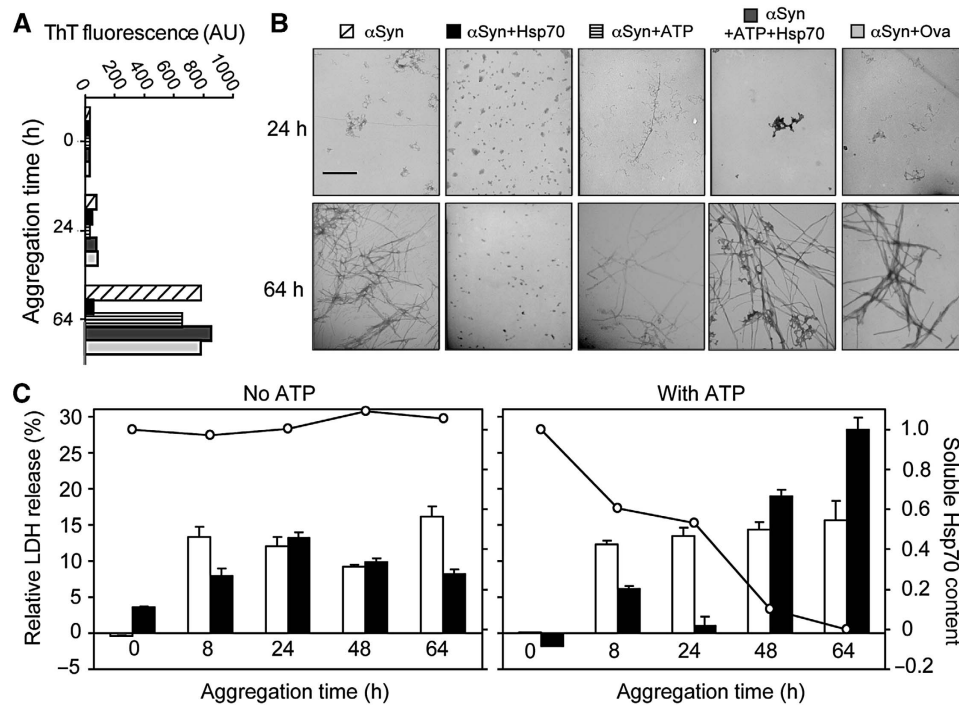 A
ThT fluorescence (AU)
0
200
400
600
800
1000
Aggregation time (h)
0
24
64
B
αSyn
αSyn+Hsp70
αSyn+ATP
αSyn
+ATP+Hsp70
αSyn+Ova
24 h
64 h
C
No ATP
With ATP
Relative LDH release (%)
30
25
20
15
10
5
0
−5
0 8 24 48 64
Aggregation time (h)
0 8 24 48 64
Aggregation time (h)
1.0
0.8
0.6
0.4
0.2
0
−0.2
Soluble Hsp70 content